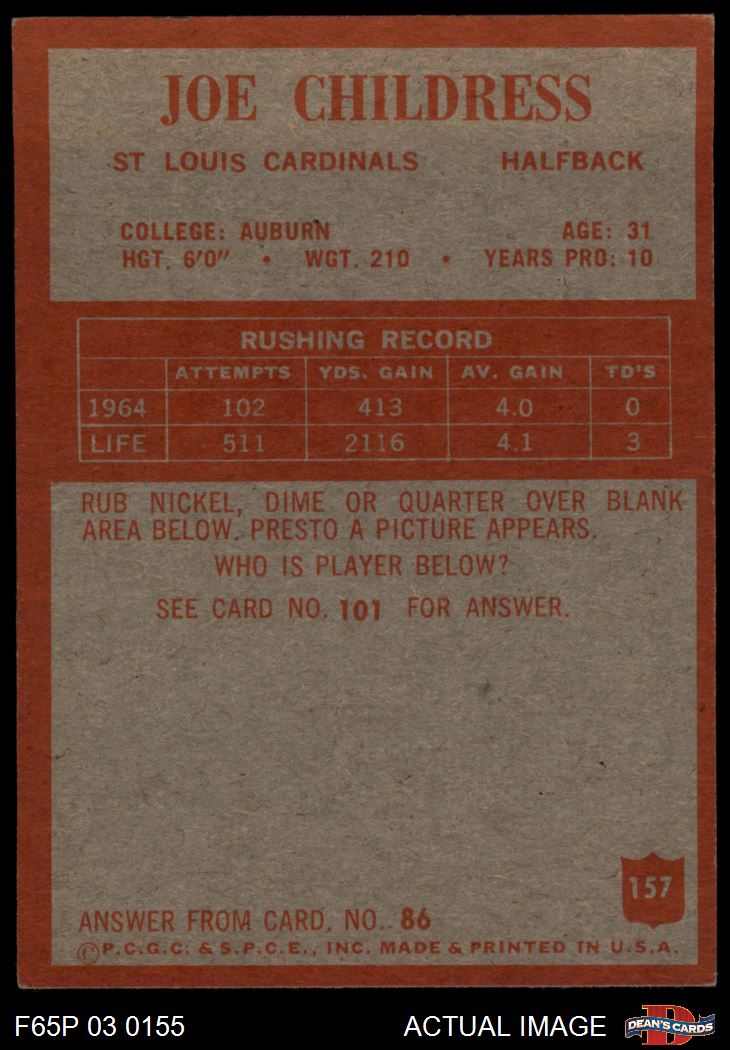 JOE CHILDRESS
ST LOUIS CARDINALS HALFBACK
COLLEGE: AUBURN AGE: 31
HGT. 6'0" • WGT. 210 • YEARS PRO: 10
RUSHING RECORD
ATTEMPTS YDS. GAIN AV. GAIN TD'S
1964 102 413 4.0 0
LIFE 511 2116 4.1 3
RUB NICKEL, DIME OR QUARTER OVER BLANK
AREA BELOW. PRESTO A PICTURE APPEARS.
WHO IS PLAYER BELOW?
SEE CARD NO. 101 FOR ANSWER.
157
ANSWER FROM CARD, NO. 86
©P.C.G.C. & S.P.C.E., INC. MADE & PRINTED IN U.S.A.
F65P 03 0155 ACTUAL IMAGE D DEAN'S CARDS